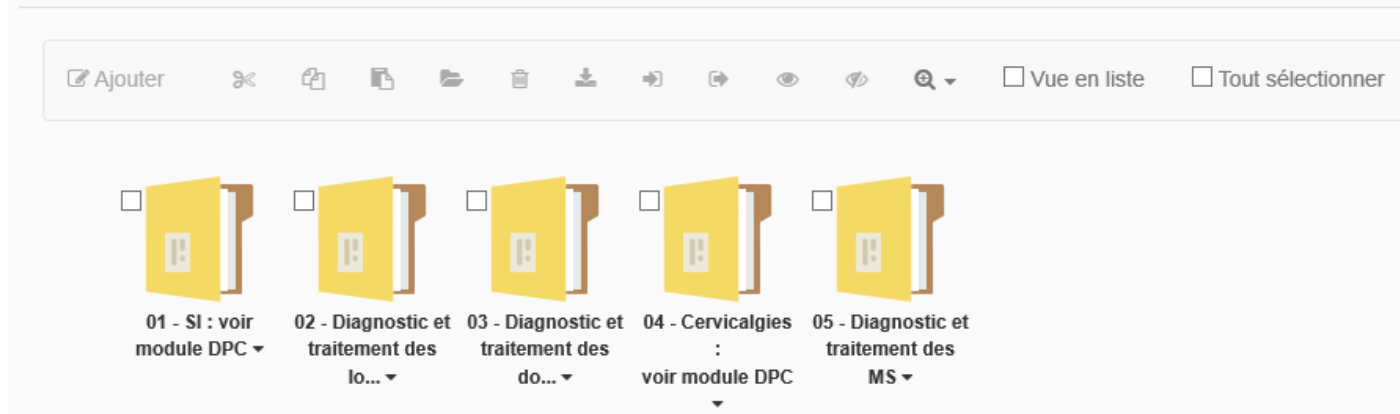 Ajouter Vue en liste Tout sélectionner
01 - SI : voir
module DPC
02 - Diagnostic et
traitement des
lo...
03 - Diagnostic et
traitement des
do...
04 - Cervicalgies
:
voir module DPC
05 - Diagnostic et
traitement des
MS